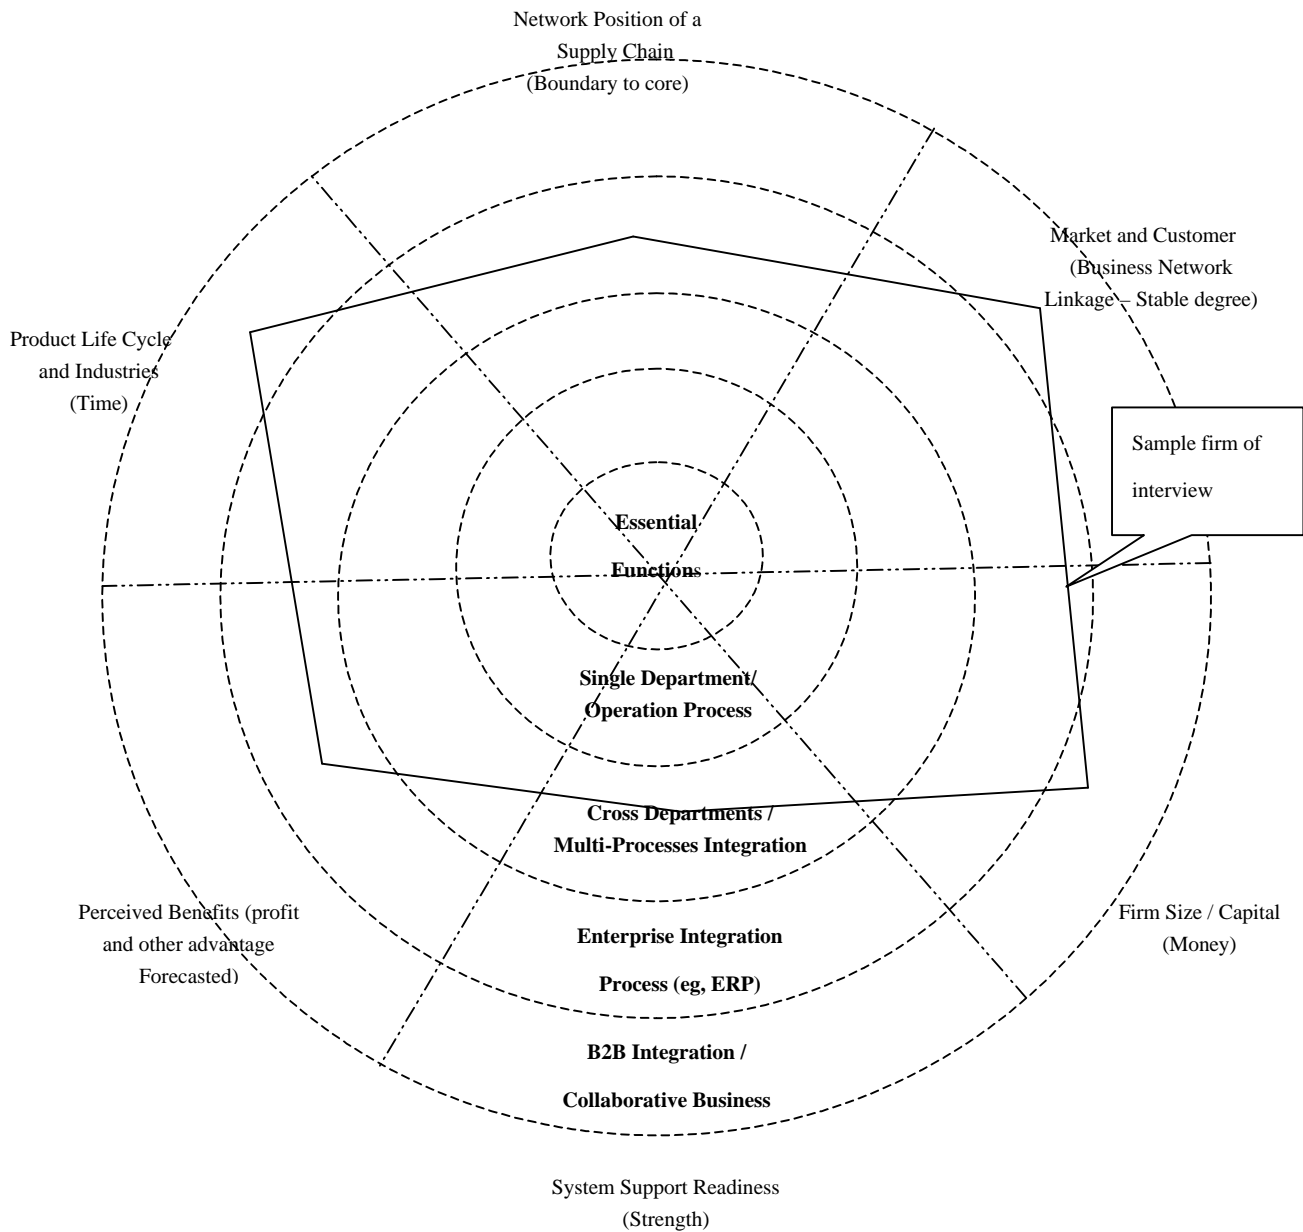 Network Position of a
Supply Chain
(Boundary to core)
Market and Customer
(Business Network
Linkage – Stable degree)
Product Life Cycle
and Industries
(Time)
Sample firm of
interview
Essential
Functions
Single Department/
Operation Process
Cross Departments /
Multi-Processes Integration
Perceived Benefits (profit
and other advantage
Forecasted)
Firm Size / Capital
(Money)
Enterprise Integration
Process (eg, ERP)
B2B Integration /
Collaborative Business
System Support Readiness
(Strength)